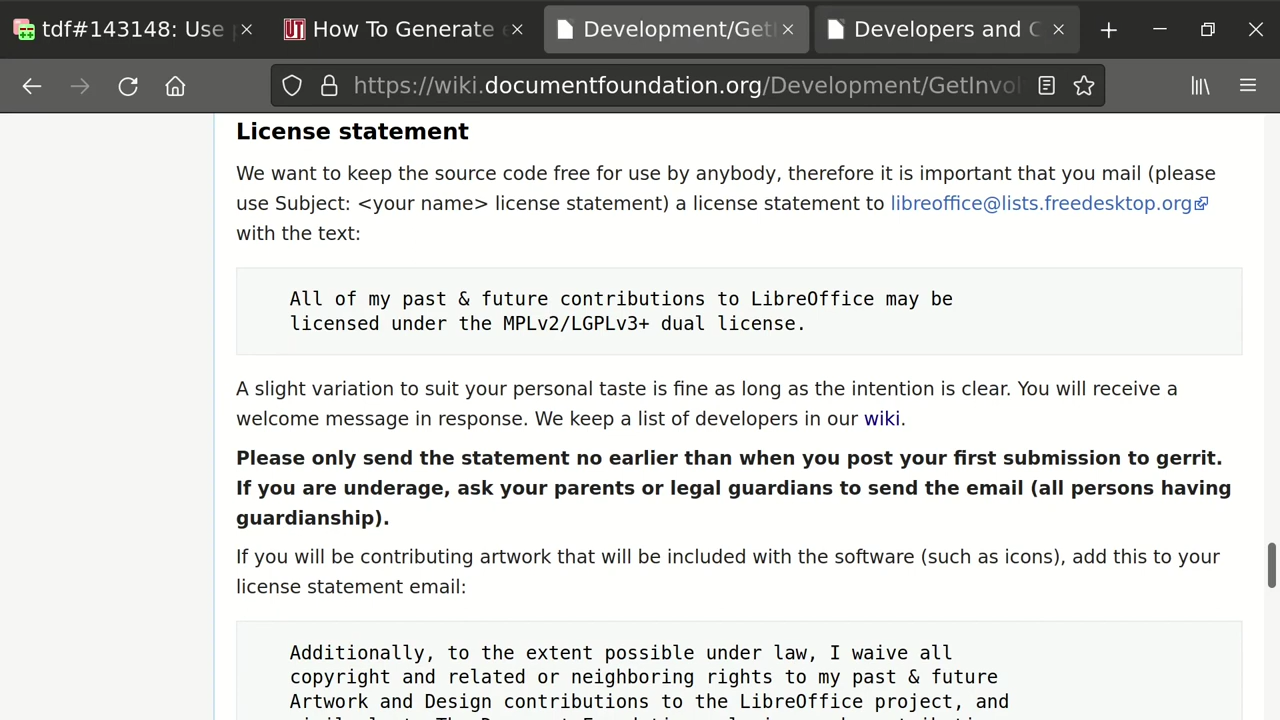 tdf#143148: Use
How To Generate
Development/Get
Developers and
https://wiki.documentfoundation.org/Development/GetInvol
License statement
We want to keep the source code free for use by anybody, therefore it is important that you mail (please
use Subject: <your name> license statement) a license statement to libreoffice@lists.freedesktop.org
with the text:
All of my past & future contributions to LibreOffice may be
licensed under the MPLv2/LGPLv3+ dual license.
A slight variation to suit your personal taste is fine as long as the intention is clear. You will receive a
welcome message in response. We keep a list of developers in our wiki.
Please only send the statement no earlier than when you post your first submission to gerrit.
If you are underage, ask your parents or legal guardians to send the email (all persons having
guardianship).
If you will be contributing artwork that will be included with the software (such as icons), add this to your
license statement email:
Additionally, to the extent possible under law, I waive all
copyright and related or neighboring rights to my past & future
Artwork and Design contributions to the LibreOffice project, and